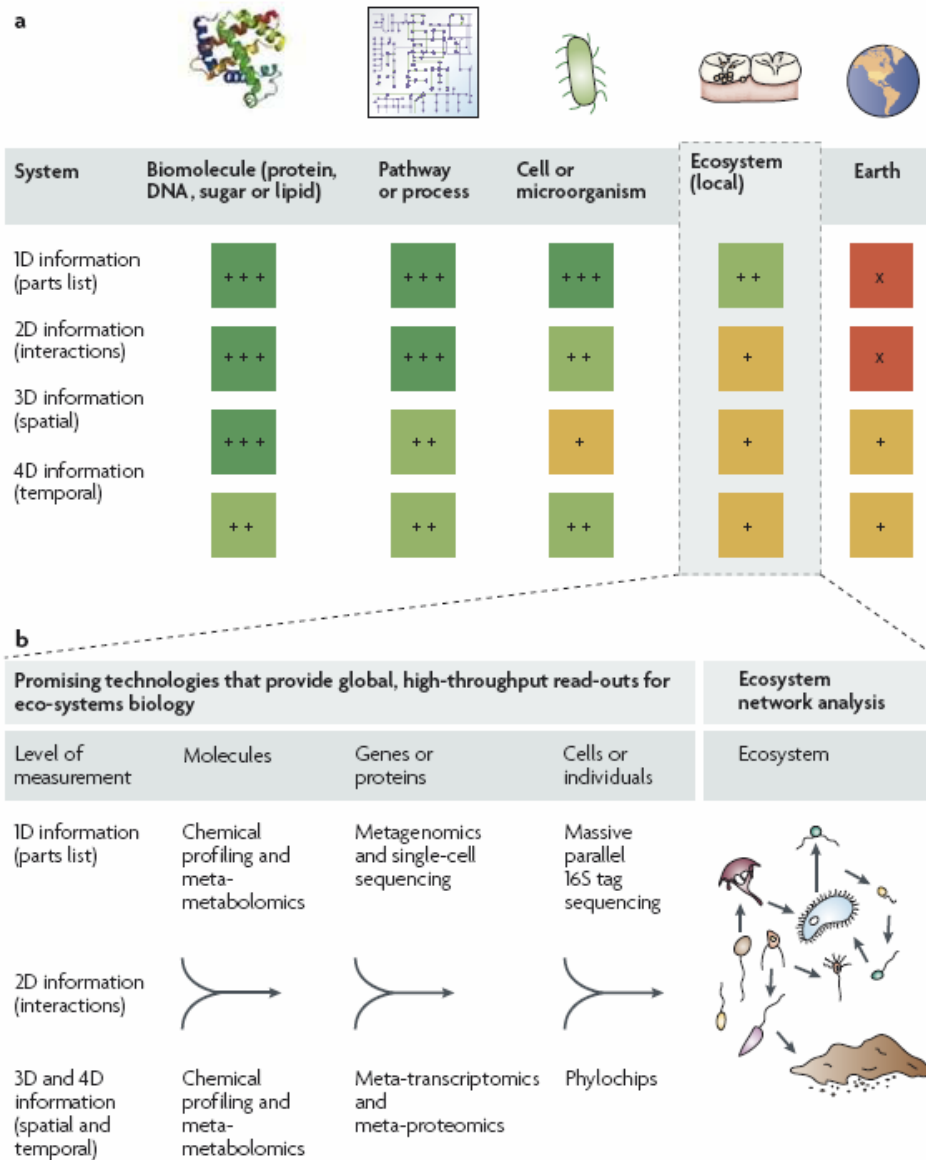 a
System
Biomolecule (protein,
DNA, sugar or lipid)
Pathway
or process
Cell or
microorganism
Ecosystem
(local)
Earth
1D information
(parts list)
+ + +
+ + +
+ + +
+ +
x
2D information
(interactions)
+ + +
+ + +
+ +
+
x
3D information
(spatial)
+ + +
+ +
+
+
+
4D information
(temporal)
+ +
+ +
+ +
+
+
b
Promising technologies that provide global, high-throughput read-outs for
eco-systems biology
Ecosystem
network analysis
Level of
measurement
Molecules
Genes or
proteins
Cells or
individuals
Ecosystem
1D information
(parts list)
Chemical
profiling and
meta-
metabolomics
Metagenomics
and single-cell
sequencing
Massive
parallel
16S tag
sequencing
2D information
(interactions)
3D and 4D
information
(spatial and
temporal)
Chemical
profiling and
meta-
metabolomics
Meta-transcriptomics
and
meta-proteomics
Phylochips